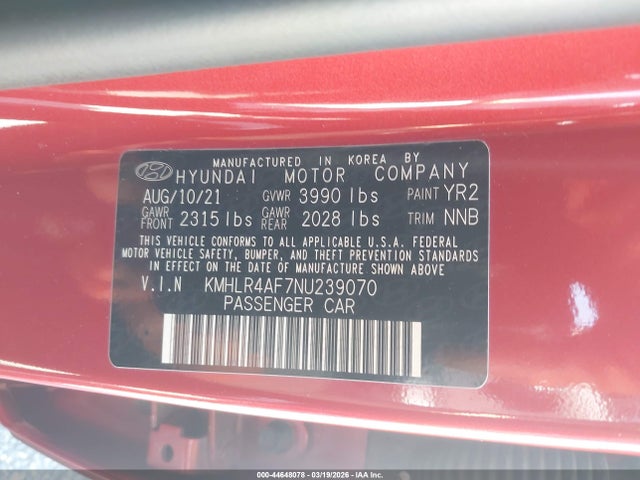 MANUFACTURED IN KOREA BY
HYUNDAI MOTOR COMPANY
AUG/10/21 GVWR 3990 lbs PAINT YR2
GAWR FRONT 2315 lbs GAWR REAR 2028 lbs TRIM NNB
THIS VEHICLE CONFORMS TO ALL APPLICABLE U.S.A. FEDERAL
MOTOR VEHICLE SAFETY, BUMPER, AND THEFT PREVENTION
STANDARDS IN EFFECT ON THE
DATE OF MANUFACTURE SHOWN ABOVE.
V.I.N KMHLR4AF7NU239070
PASSENGER CAR
000-44648078 - 03/19/2026 - IAA Inc.